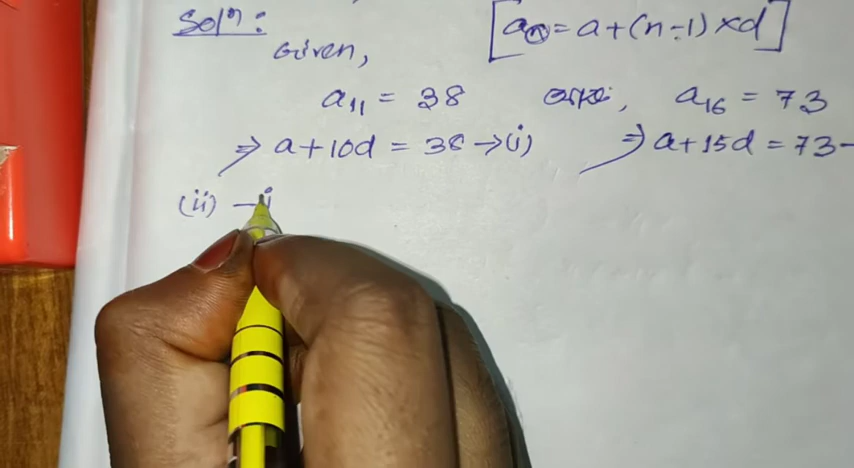 Solⁿ: [aₙ = a + (n-1) × d]
Given,
a₁₁ = 38 a₁₆ = 73
⇒ a + 10d = 38 → (i) ⇒ a + 15d = 73 -
(ii) - i